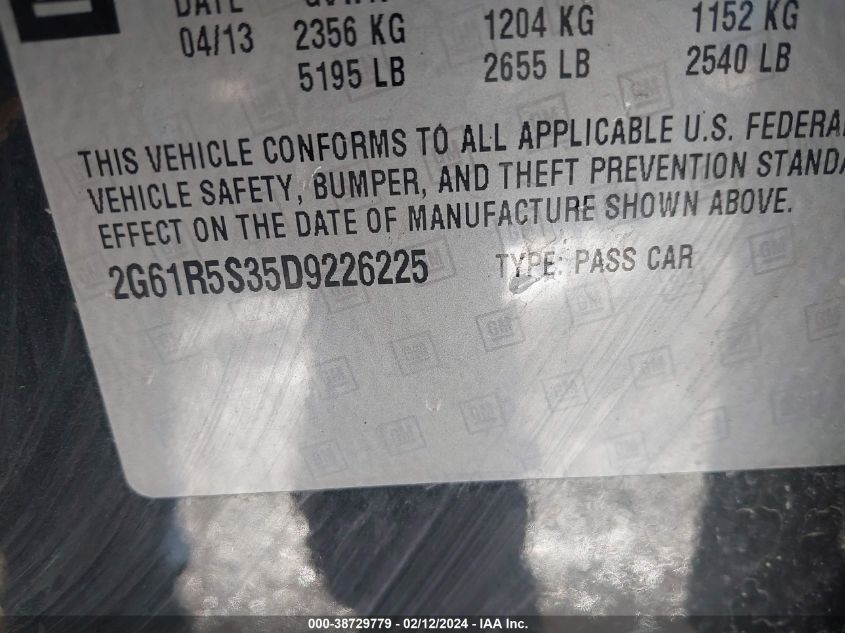 DATE
04/13 2356 KG 1204 KG 1152 KG
5195 LB 2655 LB 2540 LB
THIS VEHICLE CONFORMS TO ALL APPLICABLE U.S. FEDERA
VEHICLE SAFETY, BUMPER, AND THEFT PREVENTION STANDA
EFFECT ON THE DATE OF MANUFACTURE SHOWN ABOVE.
2G61R5S35D9226225 TYPE: PASS CAR
000-38729779 - 02/12/2024 - IAA Inc.